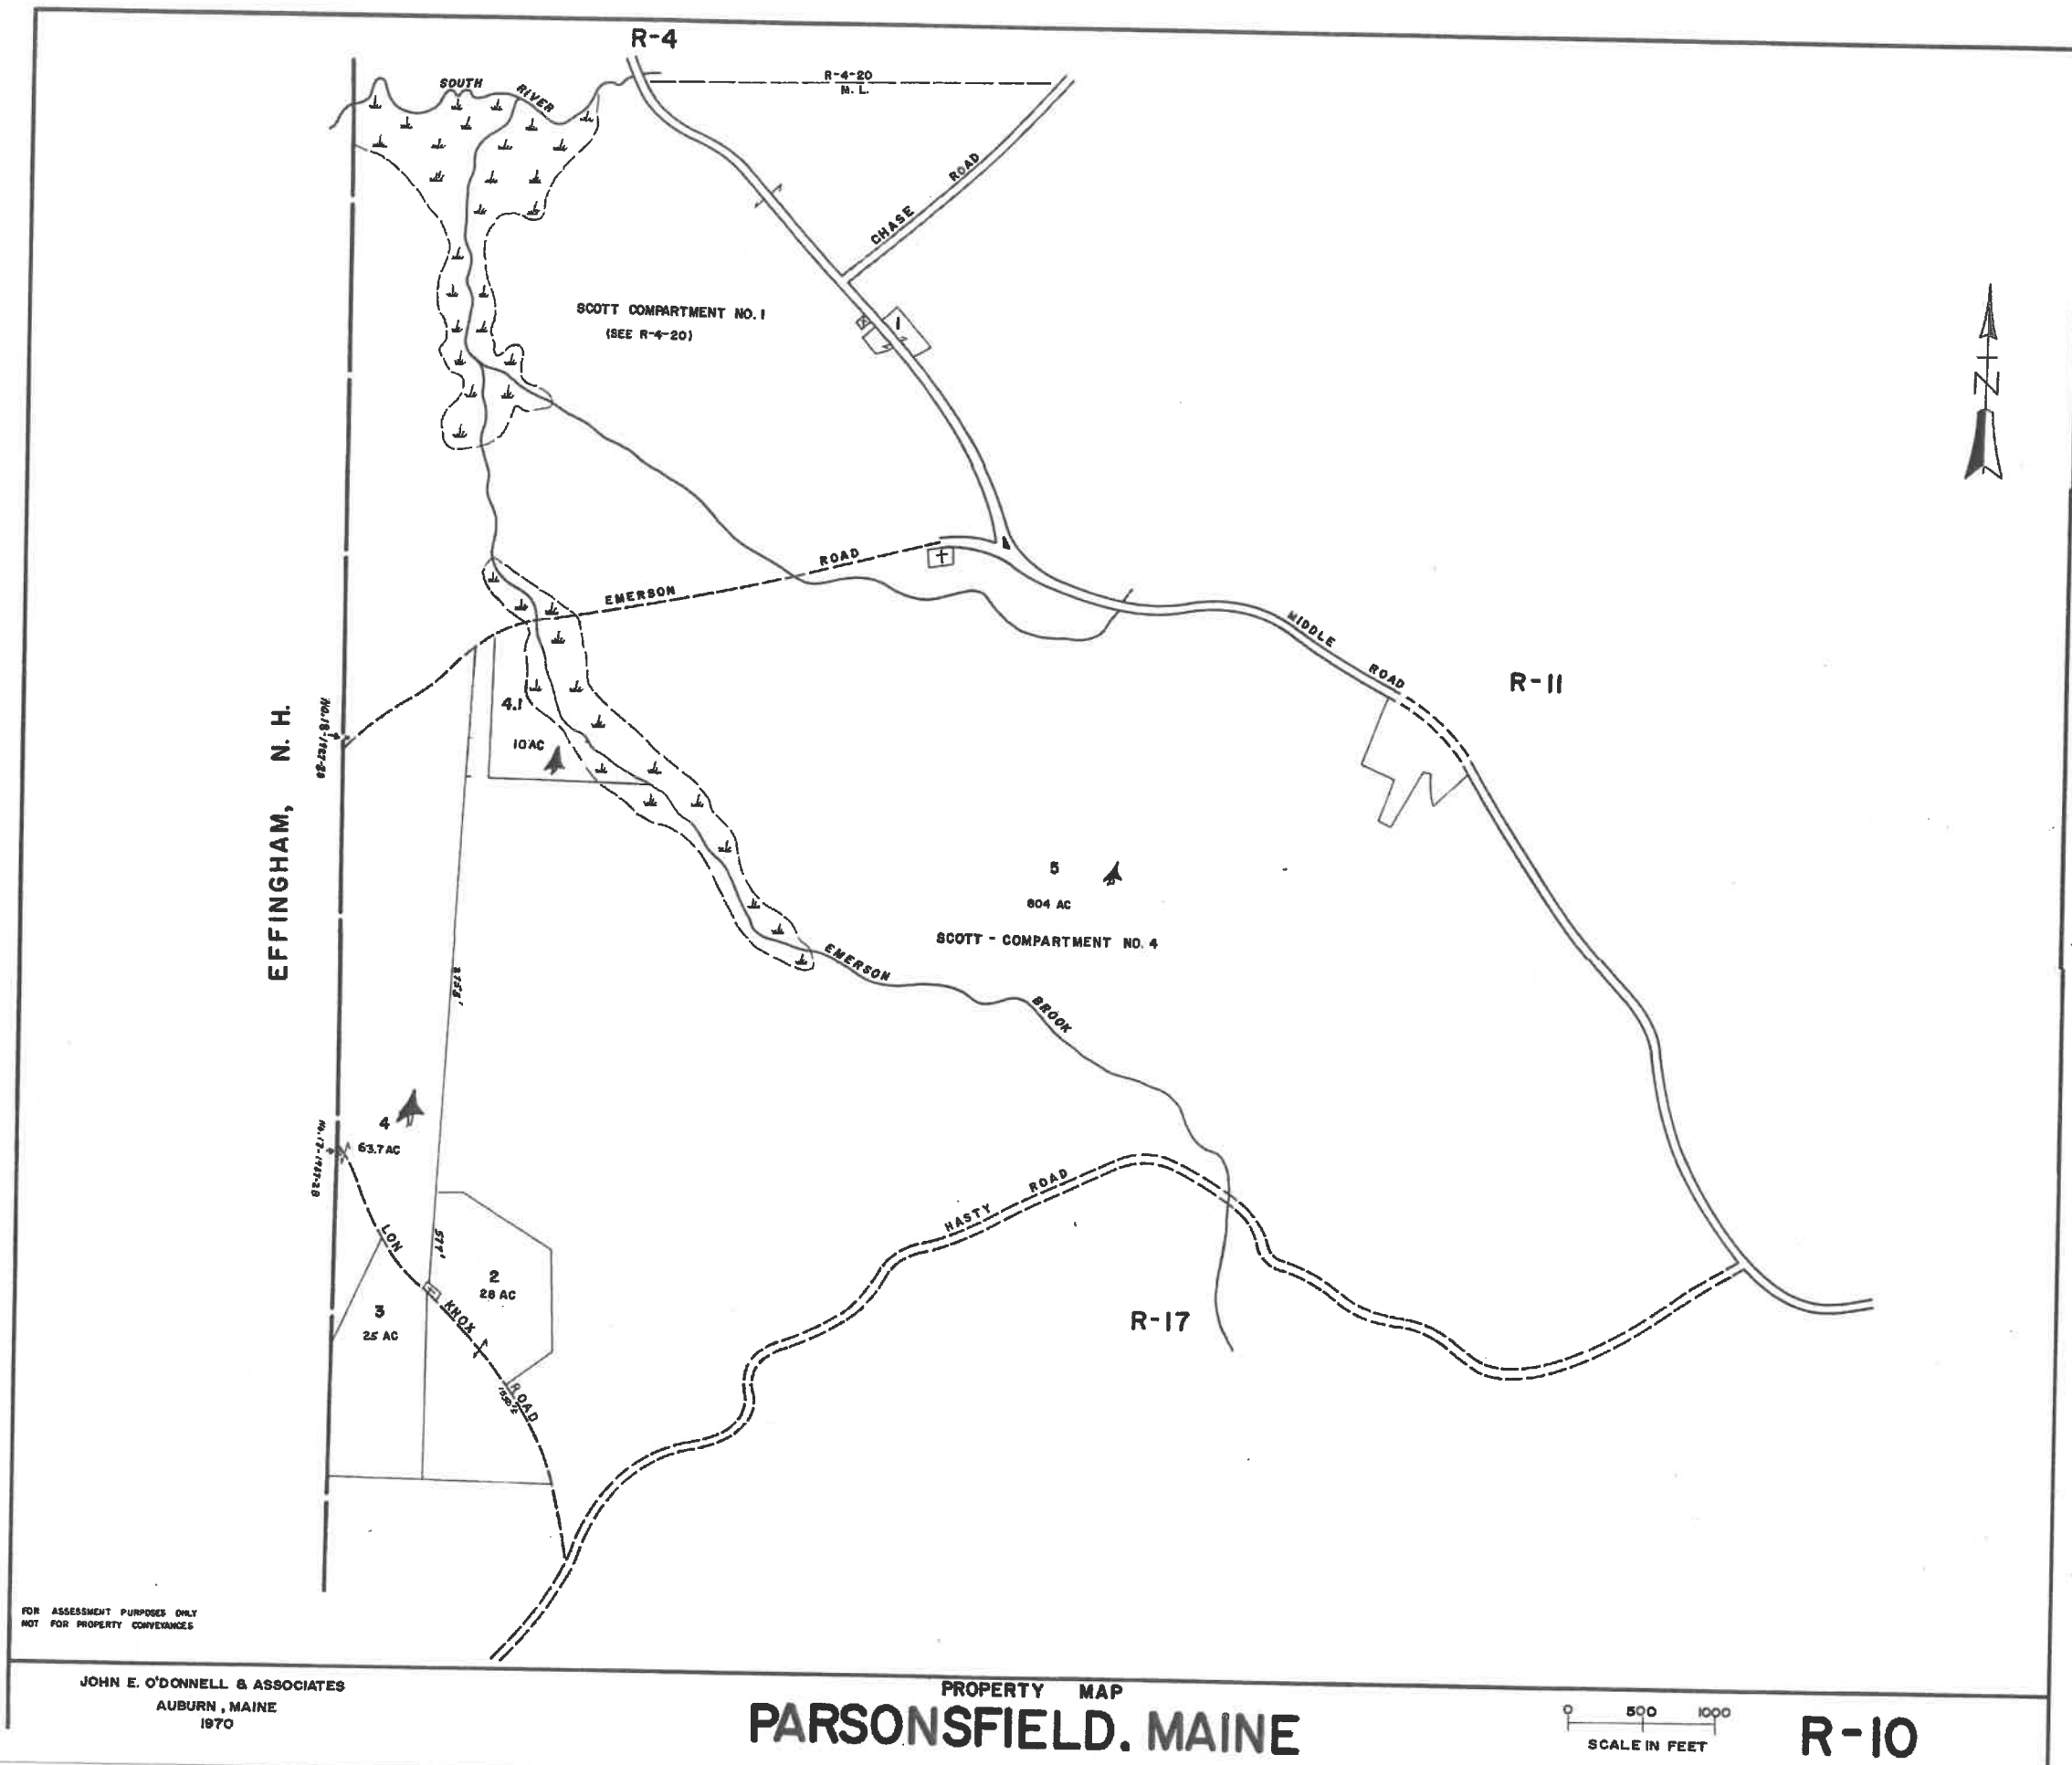 R-4
SOUTH RIVER
R-4-20
M. L.
CHASE ROAD
SCOTT COMPARTMENT NO. 1
(SEE R-4-20)
1
N
EMERSON ROAD
MIDDLE ROAD
R-11
4.1
10 AC
EFFINGHAM, N. H.
5
804 AC
SCOTT - COMPARTMENT NO. 4
EMERSON BROOK
4
63.7 AC
LON KNOX ROAD
577'
2
28 AC
3
25 AC
HASTY ROAD
R-17
FOR ASSESSMENT PURPOSES ONLY
NOT FOR PROPERTY CONVEYANCES
JOHN E. O'DONNELL & ASSOCIATES
AUBURN, MAINE
1970
PROPERTY MAP
PARSONSFIELD. MAINE
0 500 1000
SCALE IN FEET
R-10